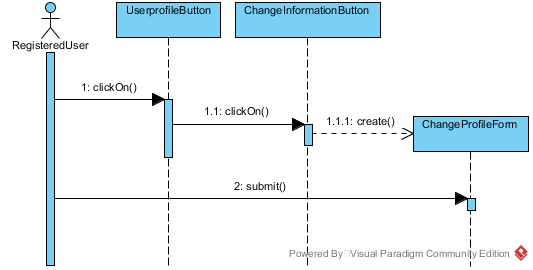 UserprofileButton
ChangeInformationButton
RegisteredUser
1: clickOn()
1.1: clickOn()
1.1.1: create()
ChangeProfileForm
2: submit()
Powered By Visual Paradigm Community Edition